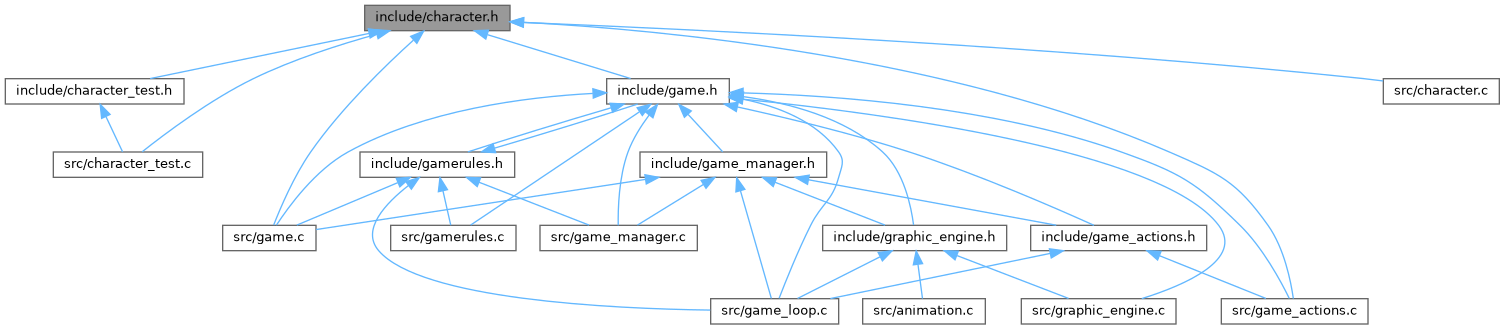 include/character.h
include/character_test.h
include/game.h
src/character.c
src/character_test.c
include/gamerules.h
include/game_manager.h
src/game.c
src/gamerules.c
src/game_manager.c
include/graphic_engine.h
include/game_actions.h
src/game_loop.c
src/animation.c
src/graphic_engine.c
src/game_actions.c